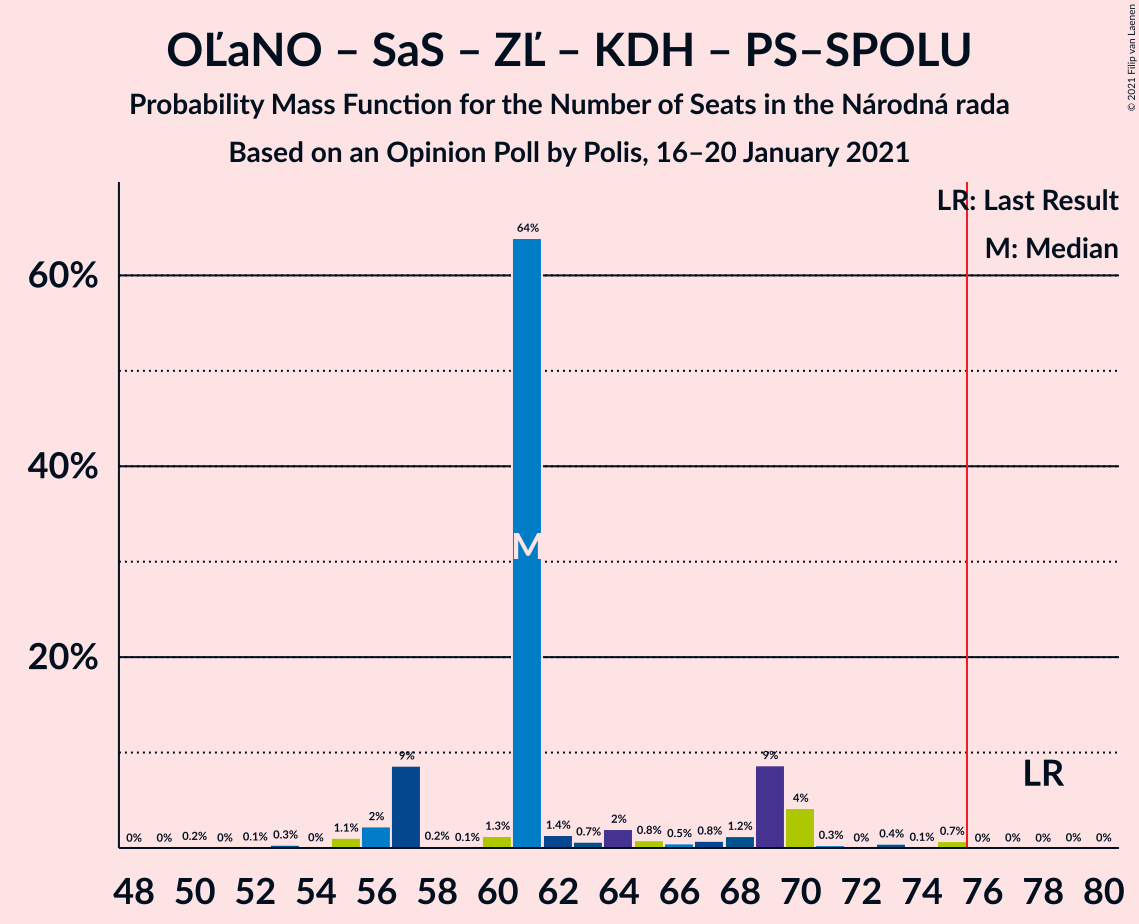 OĽaNO – SaS – ZĽ – KDH – PS–SPOLU
Probability Mass Function for the Number of Seats in the Národná rada
Based on an Opinion Poll by Polis, 16–20 January 2021
© 2021 Filip van Laenen
LR: Last Result
M: Median
60%
40%
20%
0% 0% 0.2% 0% 0.1% 0.3% 0% 1.1% 2% 9% 0.2% 0.1% 1.3% 64% 1.4% 0.7% 2% 0.8% 0.5% 0.8% 1.2% 9% 4% 0.3% 0% 0.4% 0.1% 0.7% 0% 0% 0% 0% 0%
M
LR
48 50 52 54 56 58 60 62 64 66 68 70 72 74 76 78 80